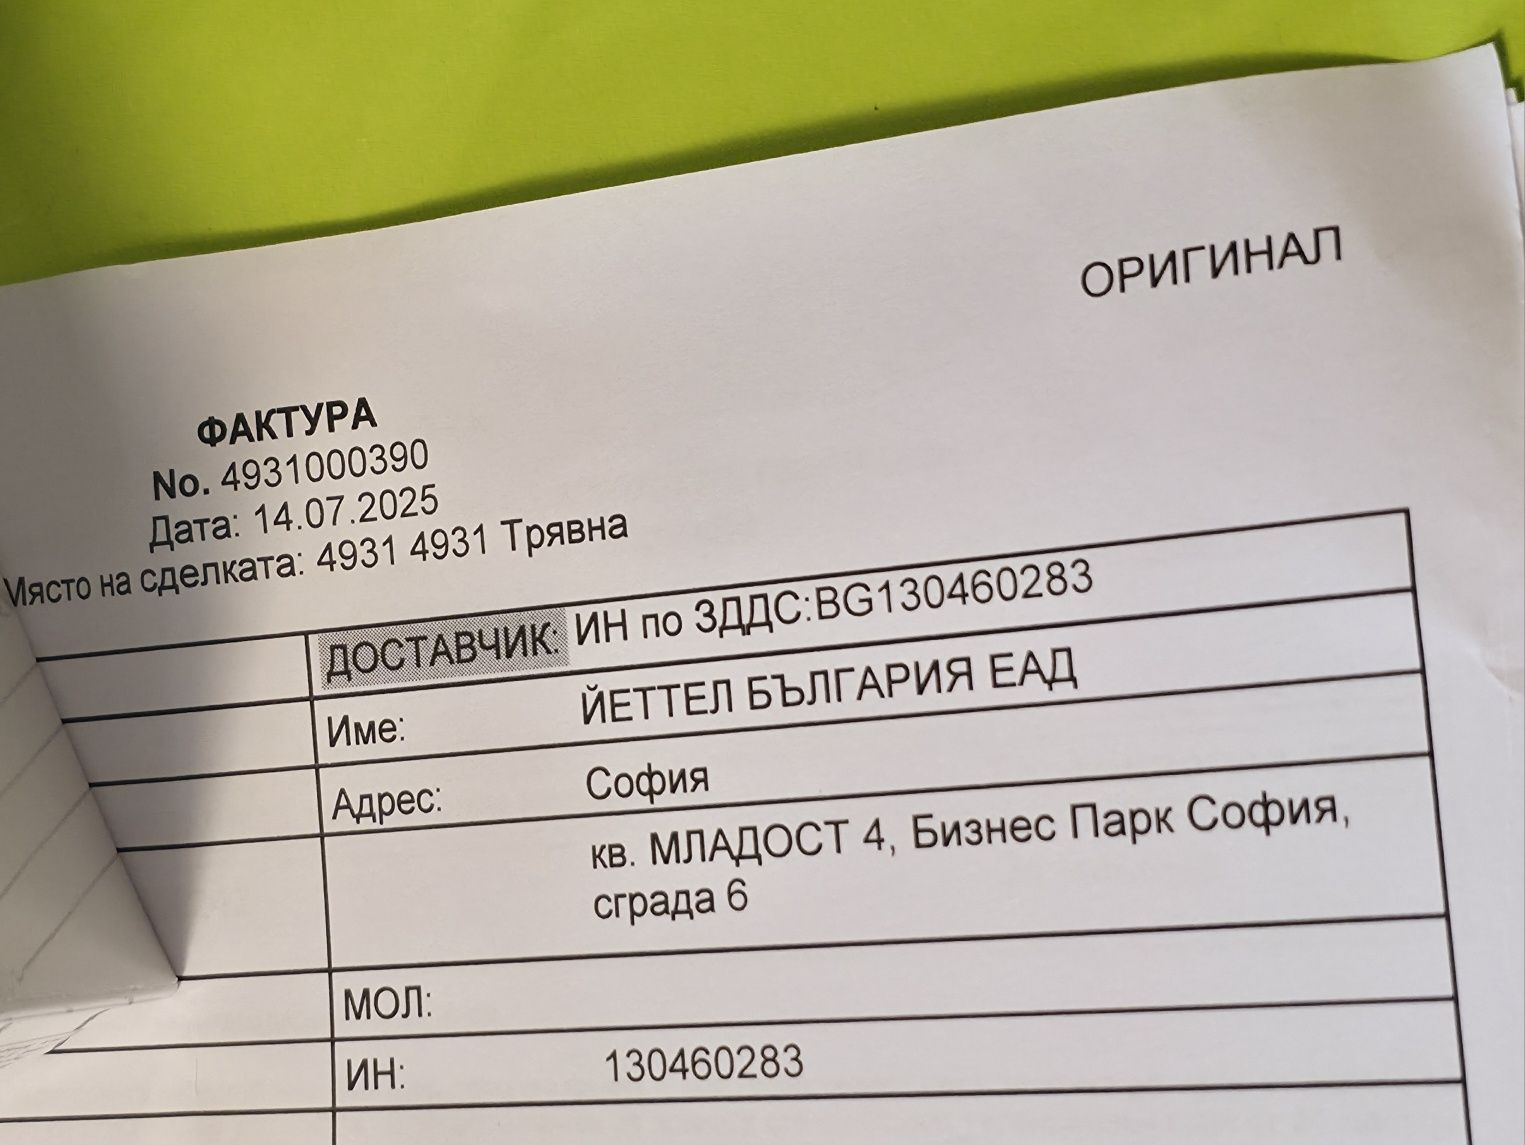 ОРИГИНАЛ
ФАКТУРА
No. 4931000390
Дата: 14.07.2025
Място на сделката: 4931 4931 Трявна
ДОСТАВЧИК: ИН по ЗДДС:BG130460283
Име: ЙЕТТЕЛ БЪЛГАРИЯ ЕАД
Адрес: София
кв. МЛАДОСТ 4, Бизнес Парк София,
сграда 6
МОЛ:
ИН: 130460283